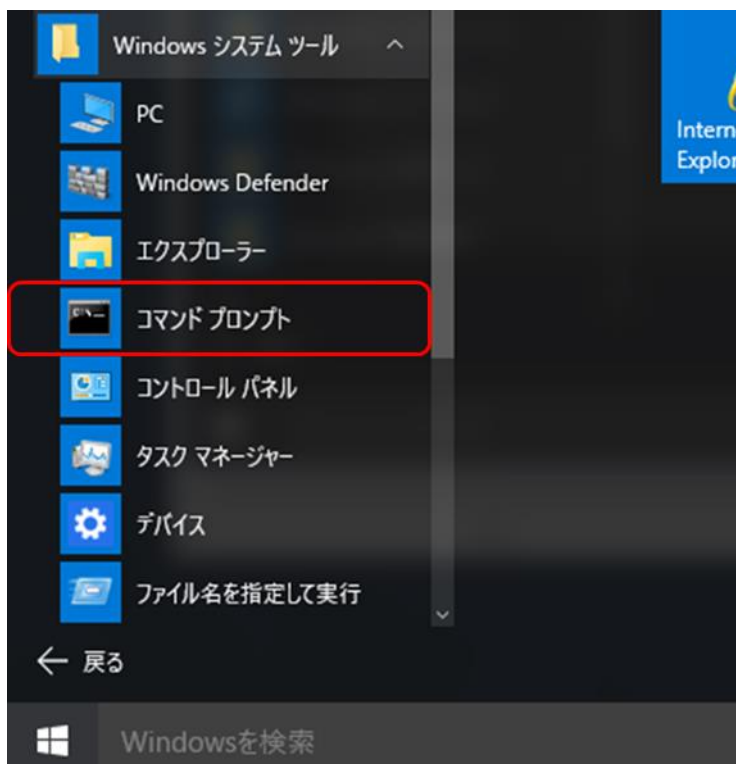 Windows システム ツール
PC
Windows Defender
エクスプローラー
コマンド プロンプト
コントロール パネル
タスク マネージャー
デバイス
ファイル名を指定して実行
戻る
Windowsを検索
Intern
Explor